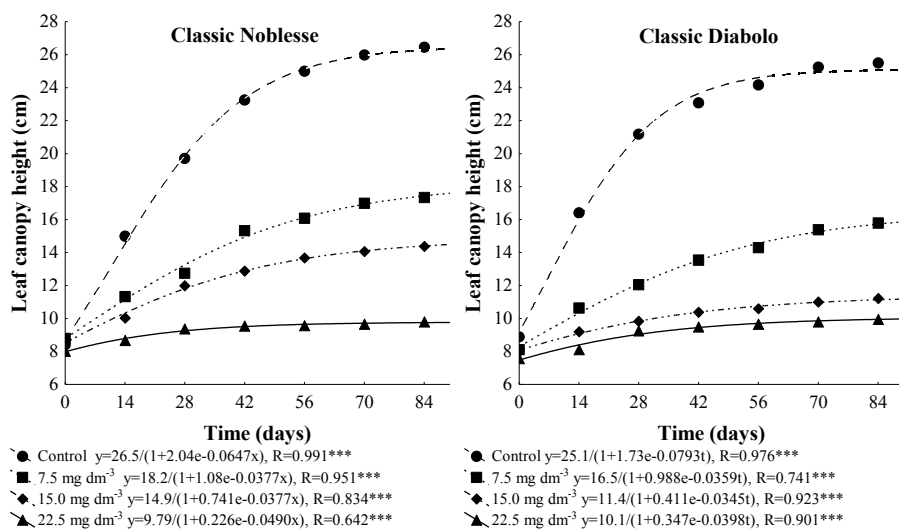 Classic Noblesse
Leaf canopy height (cm)
28
26
24
22
20
18
16
14
12
10
8
6
0 14 28 42 56 70 84
Time (days)
Control y=26.5/(1+2.04e-0.0647x), R=0.991***
7.5 mg dm-3 y=18.2/(1+1.08e-0.0377x), R=0.951***
15.0 mg dm-3 y=14.9/(1+0.741e-0.0377x), R=0.834***
22.5 mg dm-3 y=9.79/(1+0.226e-0.0490x), R=0.642***
Classic Diabolo
Leaf canopy height (cm)
28
26
24
22
20
18
16
14
12
10
8
6
0 14 28 42 56 70 84
Time (days)
Control y=25.1/(1+1.73e-0.0793t), R=0.976***
7.5 mg dm-3 y=16.5/(1+0.988e-0.0359t), R=0.741***
15.0 mg dm-3 y=11.4/(1+0.411e-0.0345t), R=0.923***
22.5 mg dm-3 y=10.1/(1+0.347e-0.0398t), R=0.901***